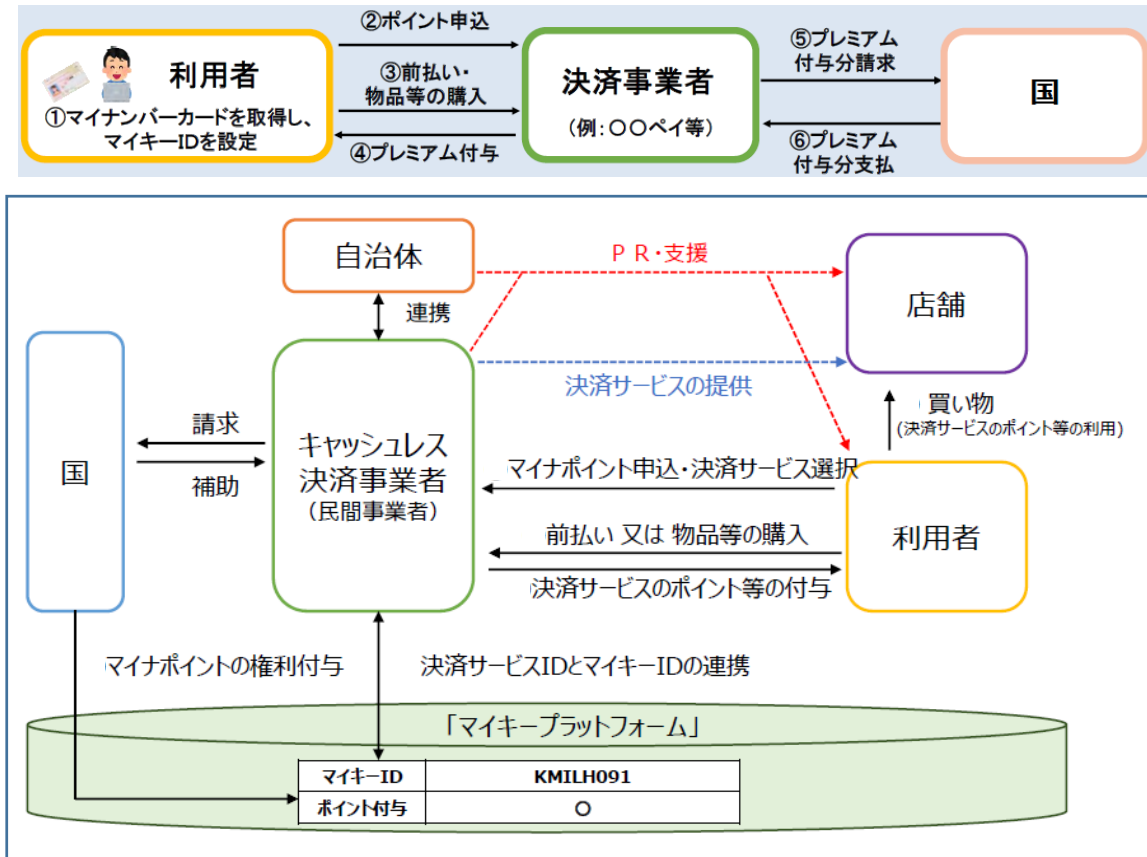 利用者
①マイナンバーカードを取得し、
マイキーIDを設定
②ポイント申込
③前払い・
物品等の購入
④プレミアム付与
決済事業者
（例：〇〇ペイ等）
⑤プレミアム
付与分請求
⑥プレミアム
付与分支払
国
自治体
ＰＲ・支援
店舗
連携
決済サービスの提供
買い物
(決済サービスのポイント等の利用)
国
請求
補助
キャッシュレス
決済事業者
（民間事業者）
マイナポイント申込・決済サービス選択
前払い 又は 物品等の購入
決済サービスのポイント等の付与
利用者
マイナポイントの権利付与
決済サービスIDとマイキーIDの連携
「マイキープラットフォーム」
マイキーID KMILH091
ポイント付与 〇